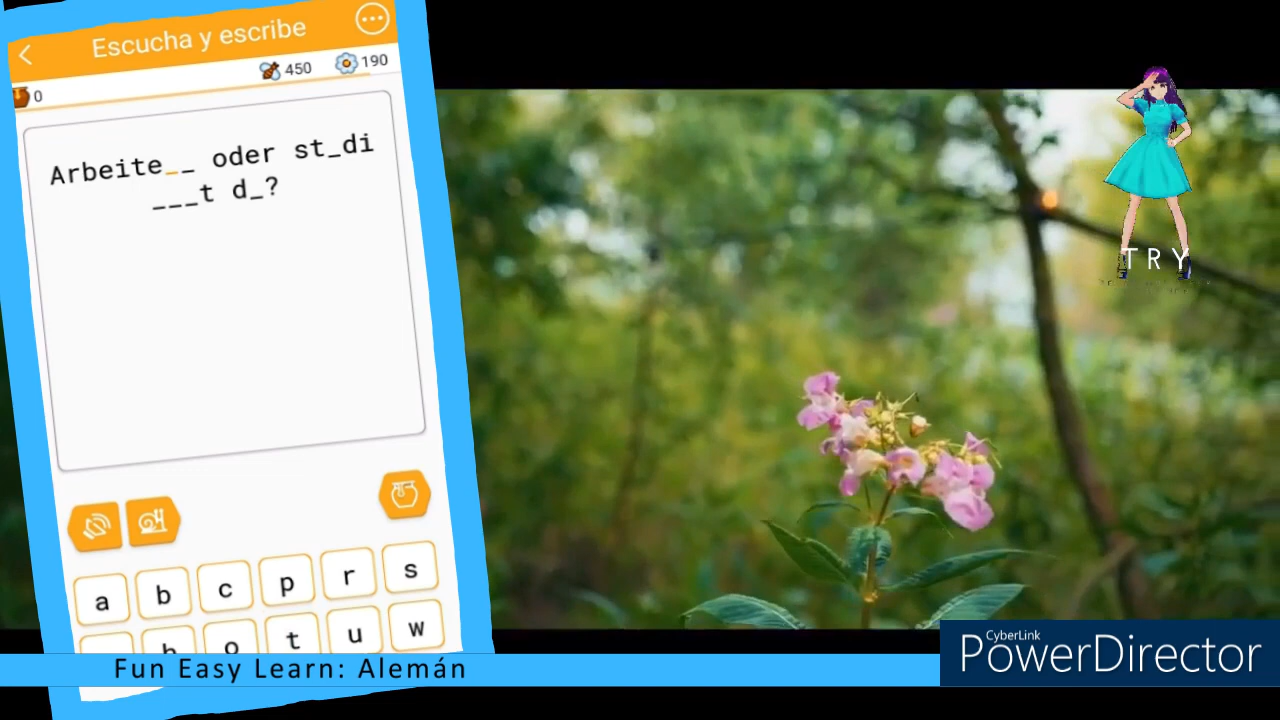 Escucha y escribe
450
190
0
Arbeite__ oder st_di
___t d_?
a b c p r s
h o t u w
TRY
Fun Easy Learn: Alemán
CyberLink
PowerDirector